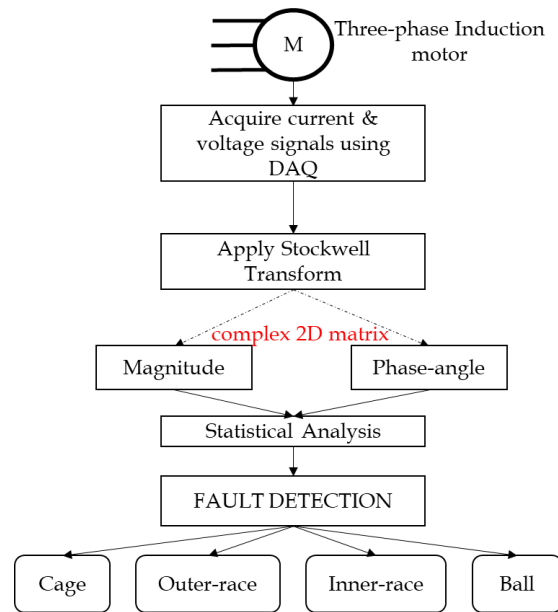 M
Three-phase Induction
motor
Acquire current &
voltage signals using
DAQ
Apply Stockwell
Transform
complex 2D matrix
Magnitude
Phase-angle
Statistical Analysis
FAULT DETECTION
Cage
Outer-race
Inner-race
Ball